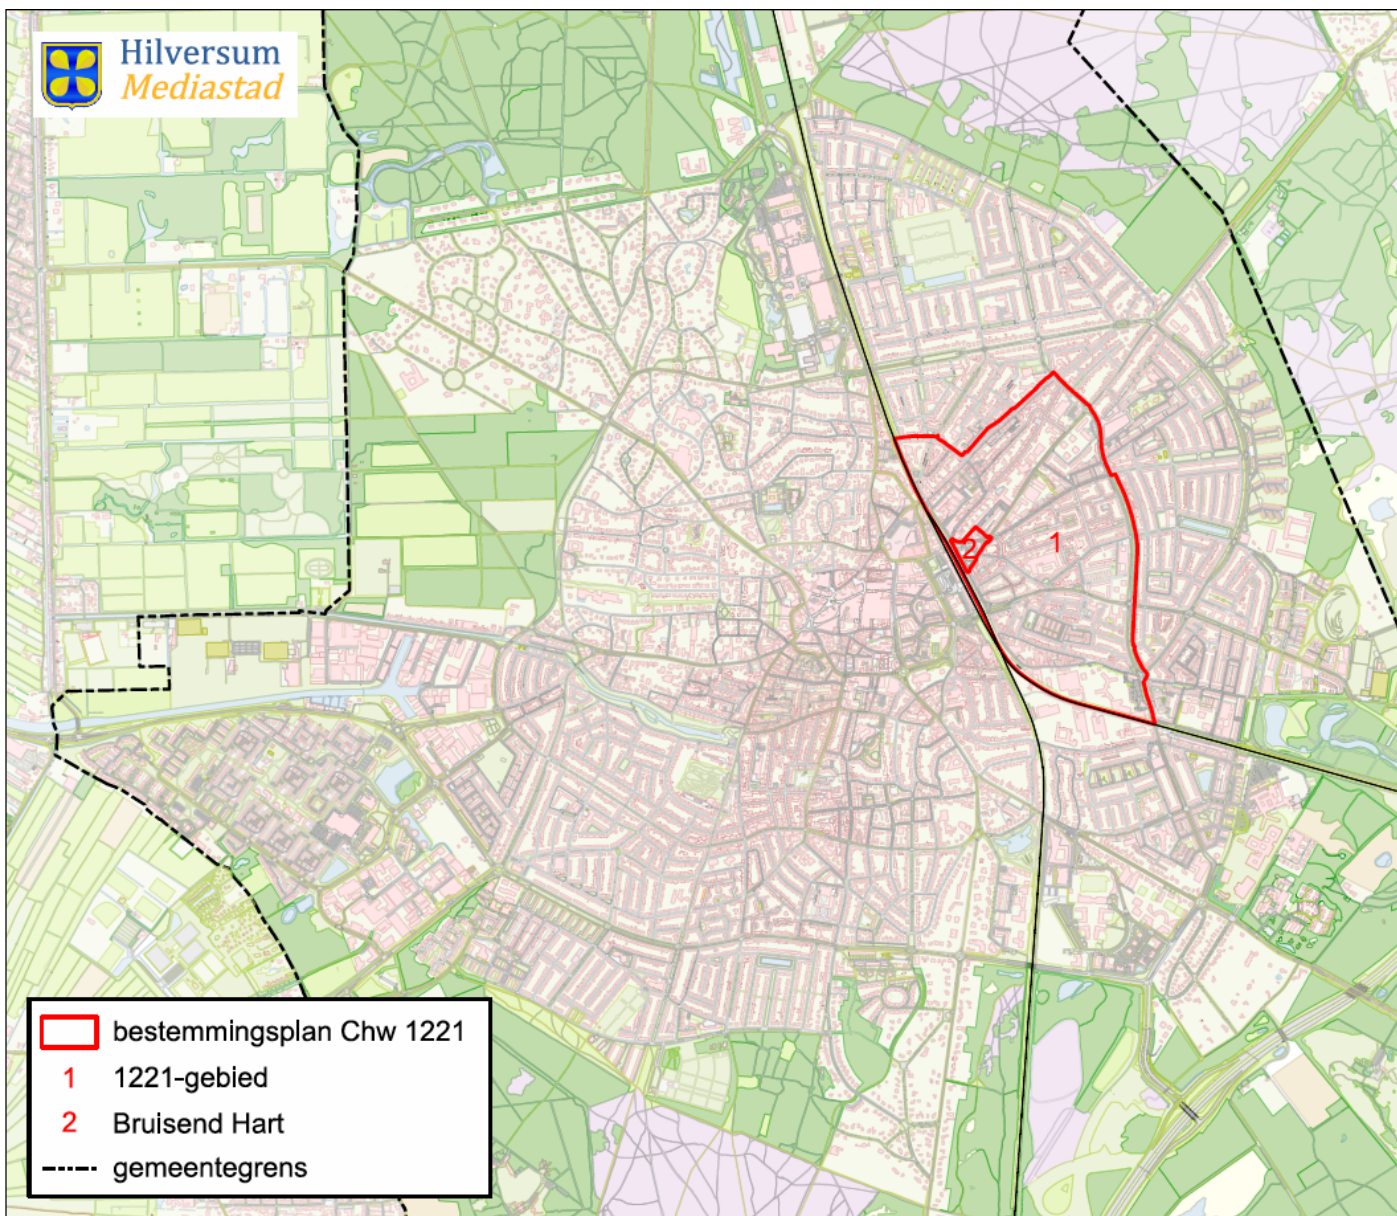 Hilversum
Mediastad
1
2
bestemmingsplan Chw 1221
1 1221-gebied
2 Bruisend Hart
gemeentegrens